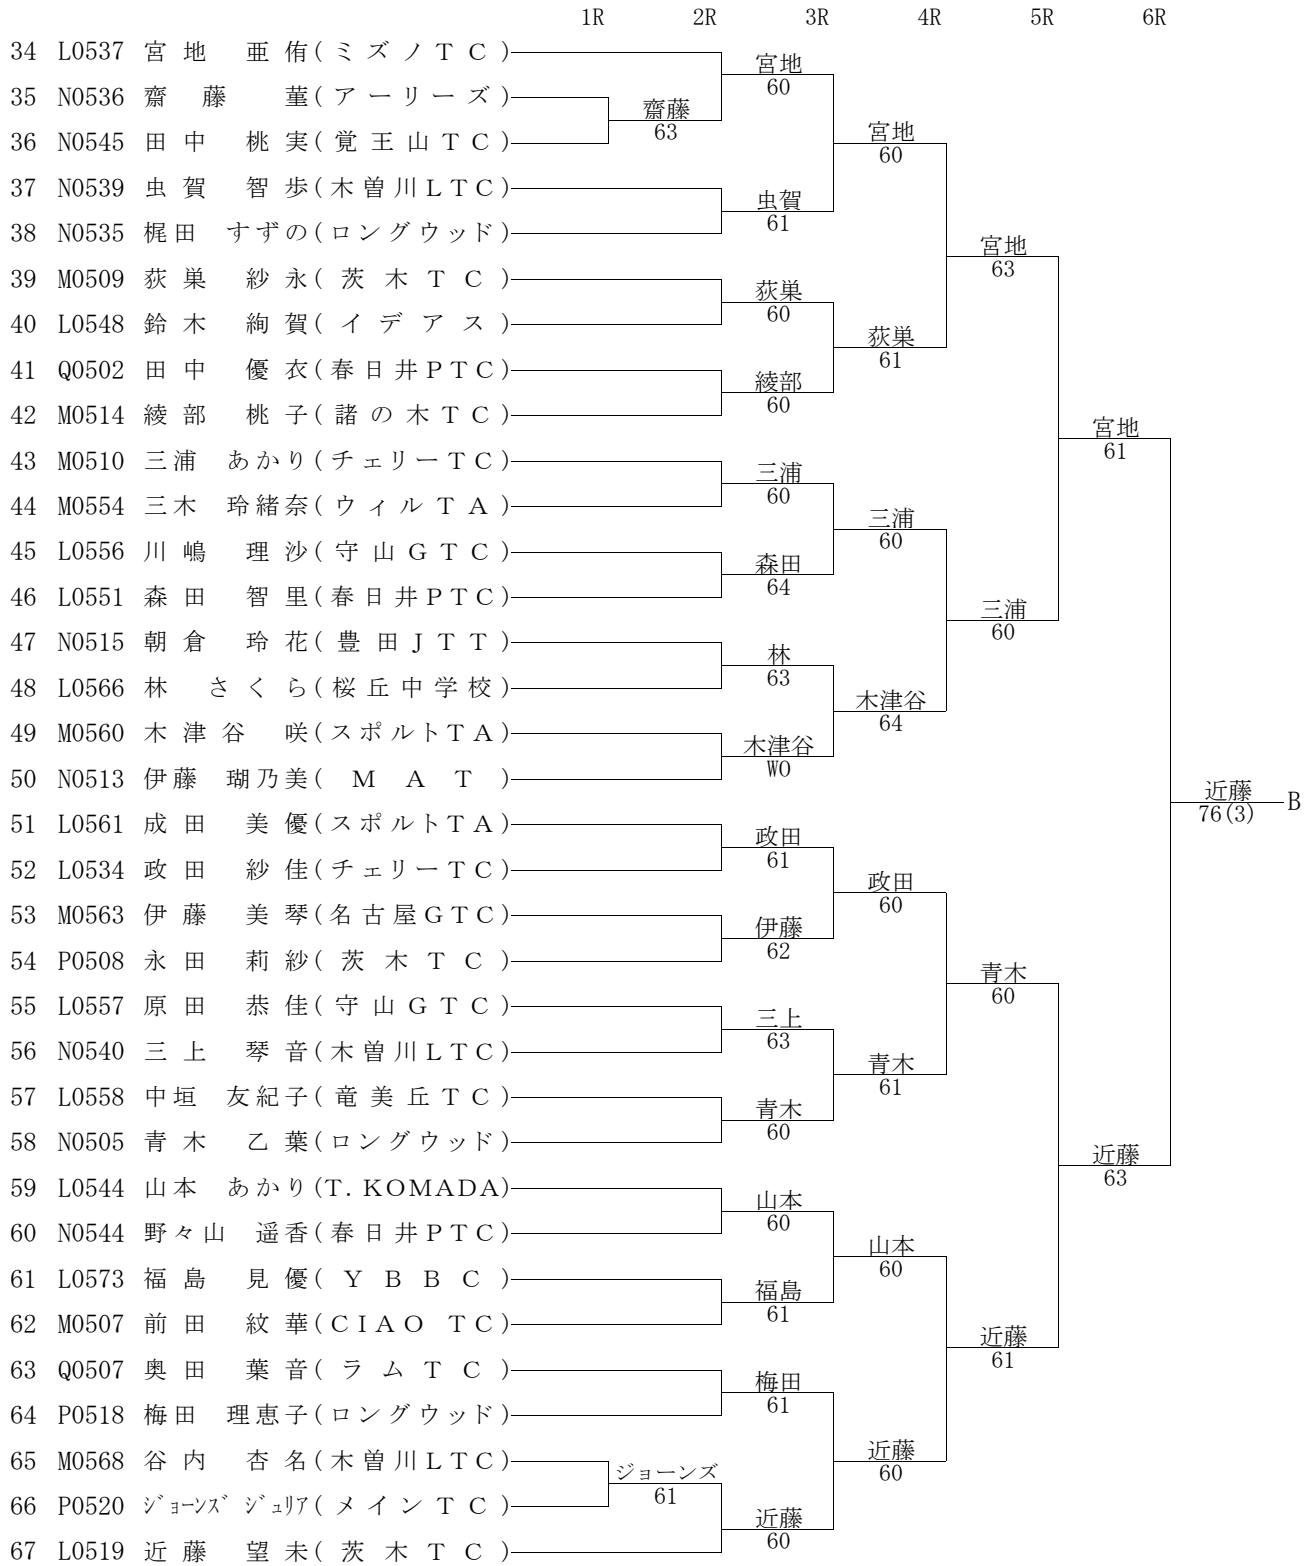 1R 2R 3R 4R 5R 6R
34 L0537 宮地 亜侑(ミズノTC)
宮地
60
35 N0536 齋藤 菫(アーリーズ)
齋藤
63
36 N0545 田中 桃実(覚王山TC)
宮地
60
37 N0539 虫賀 智歩(木曽川LTC)
虫賀
61
38 N0535 梶田 すずの(ロングウッド)
宮地
63
39 M0509 荻巣 紗永(茨木TC)
荻巣
60
40 L0548 鈴木 絢賀(イデアス)
荻巣
61
41 Q0502 田中 優衣(春日井PTC)
綾部
60
42 M0514 綾部 桃子(諸の木TC)
宮地
61
43 M0510 三浦 あかり(チェリーTC)
三浦
60
44 M0554 三木 玲緒奈(ウィルTA)
三浦
60
45 L0556 川嶋 理沙(守山GTC)
森田
64
46 L0551 森田 智里(春日井PTC)
三浦
60
47 N0515 朝倉 玲花(豊田JTT)
林
63
48 L0566 林 さくら(桜丘中学校)
木津谷
64
49 M0560 木津谷 咲(スポルトTA)
木津谷
WO
50 N0513 伊藤 瑚乃美(MAT)
近藤
76(3)
B
51 L0561 成田 美優(スポルトTA)
政田
61
52 L0534 政田 紗佳(チェリーTC)
政田
60
53 M0563 伊藤 美琴(名古屋GTC)
伊藤
62
54 P0508 永田 莉紗(茨木TC)
青木
60
55 L0557 原田 恭佳(守山GTC)
三上
63
56 N0540 三上 琴音(木曽川LTC)
青木
61
57 L0558 中垣 友紀子(竜美丘TC)
青木
60
58 N0505 青木 乙葉(ロングウッド)
近藤
63
59 L0544 山本 あかり(T.KOMADA)
山本
60
60 N0544 野々山 遥香(春日井PTC)
山本
60
61 L0573 福島 見優(YBBC)
福島
61
62 M0507 前田 紋華(CIAO TC)
近藤
61
63 Q0507 奥田 葉音(ラムTC)
梅田
61
64 P0518 梅田 理恵子(ロングウッド)
近藤
60
65 M0568 谷内 杏名(木曽川LTC)
ジョーンズ
61
66 P0520 ジョーンズ ジュリア(メインTC)
近藤
60
67 L0519 近藤 望未(茨木TC)